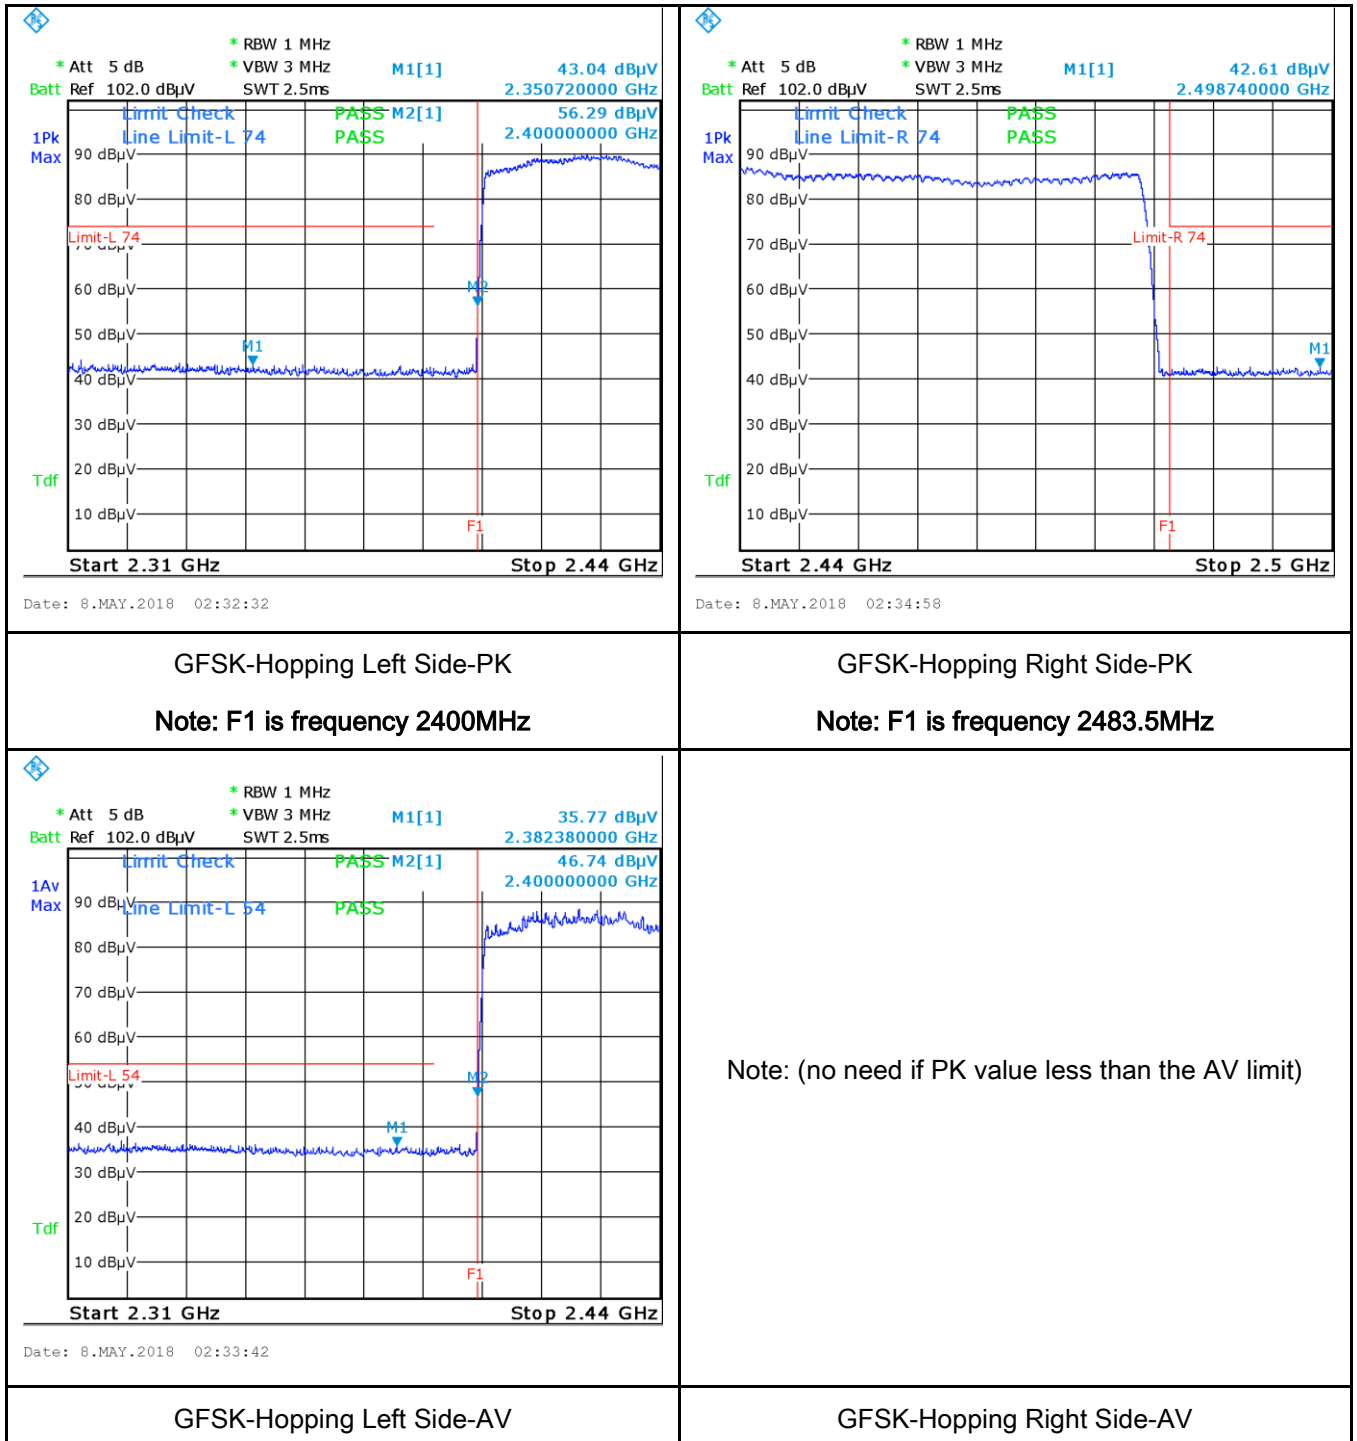 * RBW 1 MHz
* Att 5 dB * VBW 3 MHz M1[1] 43.04 dBµV
Batt Ref 102.0 dBµV SWT 2.5ms 2.350720000 GHz
Limit Check PASS M2[1] 56.29 dBµV
1Pk Line Limit-L 74 PASS 2.400000000 GHz
Max 90 dBµV
80 dBµV
Limit-L 74
70 dBµV
60 dBµV M2
50 dBµV
M1
40 dBµV
30 dBµV
Tdf 20 dBµV
10 dBµV
F1
Start 2.31 GHz Stop 2.44 GHz
Date: 8.MAY.2018 02:32:32
* RBW 1 MHz
* Att 5 dB * VBW 3 MHz M1[1] 42.61 dBµV
Batt Ref 102.0 dBµV SWT 2.5ms 2.498740000 GHz
Limit Check PASS
1Pk Line Limit-R 74 PASS
Max 90 dBµV
80 dBµV
Limit-R 74
70 dBµV
60 dBµV
50 dBµV
M1
40 dBµV
30 dBµV
Tdf 20 dBµV
10 dBµV
F1
Start 2.44 GHz Stop 2.5 GHz
Date: 8.MAY.2018 02:34:58
GFSK-Hopping Left Side-PK
Note: F1 is frequency 2400MHz
GFSK-Hopping Right Side-PK
Note: F1 is frequency 2483.5MHz
* RBW 1 MHz
* Att 5 dB * VBW 3 MHz M1[1] 35.77 dBµV
Batt Ref 102.0 dBµV SWT 2.5ms 2.382380000 GHz
Limit Check PASS M2[1] 46.74 dBµV
1Av 2.400000000 GHz
Max 90 dBµV Line Limit-L 54 PASS
80 dBµV
70 dBµV
60 dBµV
Limit-L 54 M2
50 dBµV
40 dBµV M1
30 dBµV
20 dBµV
Tdf
10 dBµV
F1
Start 2.31 GHz Stop 2.44 GHz
Date: 8.MAY.2018 02:33:42
Note: (no need if PK value less than the AV limit)
GFSK-Hopping Left Side-AV
GFSK-Hopping Right Side-AV